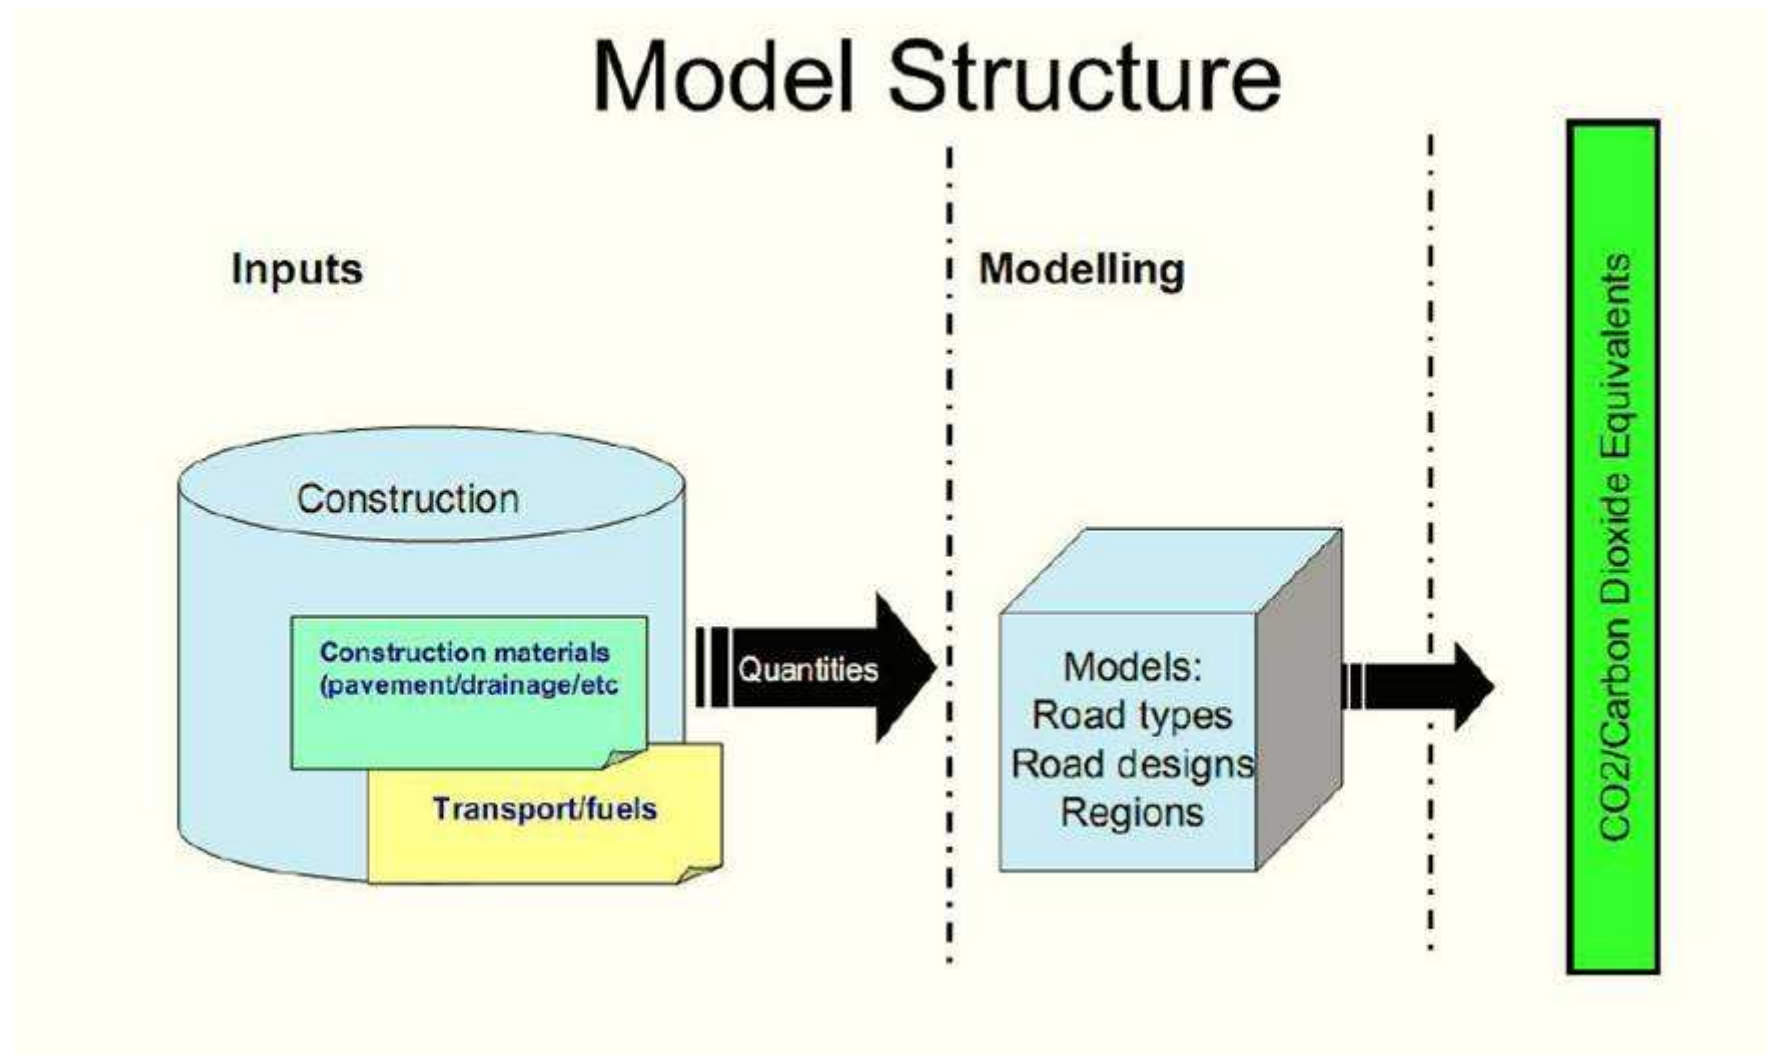 Model Structure
Inputs
Modelling
Construction
Construction materials
(pavement/drainage/etc
Transport/fuels
Quantities
Models:
Road types
Road designs
Regions
CO2/Carbon Dioxide Equivalents